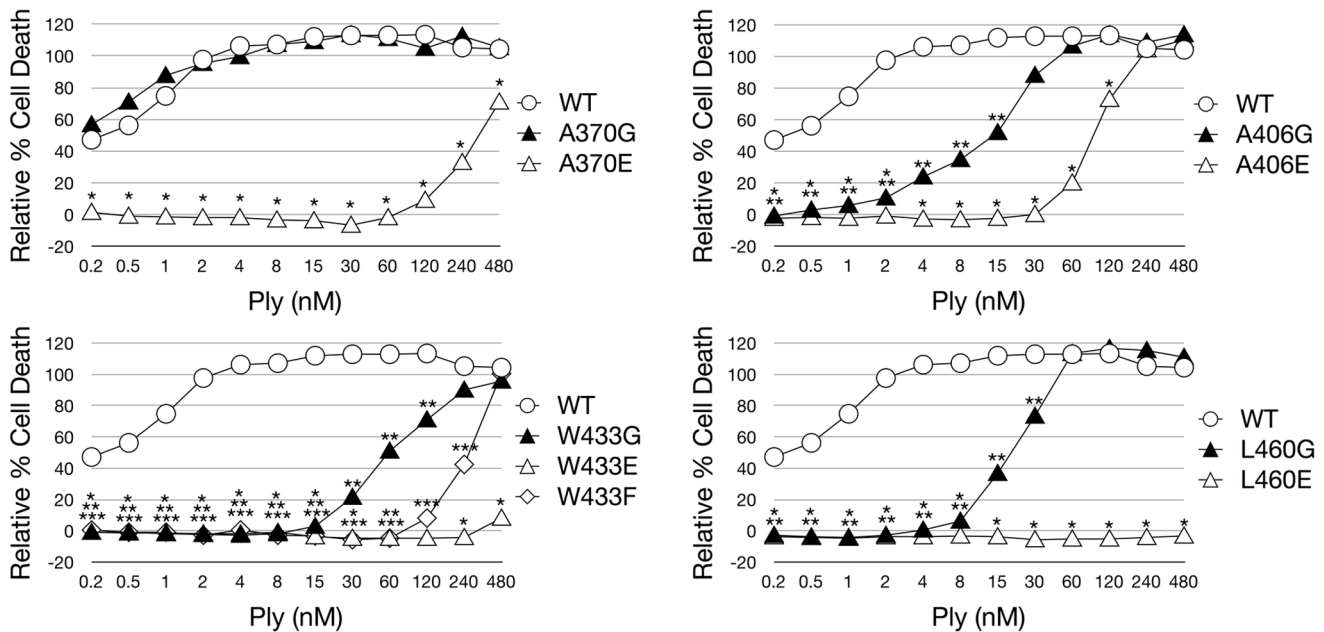 Relative % Cell Death
120
100
80
60
40
20
0
-20
0.2 0.5 1 2 4 8 15 30 60 120 240 480
Ply (nM)
* * * * * * * * * * * *
WT
A370G
A370E
Relative % Cell Death
120
100
80
60
40
20
0
-20
0.2 0.5 1 2 4 8 15 30 60 120 240 480
Ply (nM)
* * * * * * * * * *
** ** ** ** ** ** **
WT
A406G
A406E
Relative % Cell Death
120
100
80
60
40
20
0
-20
0.2 0.5 1 2 4 8 15 30 60 120 240 480
Ply (nM)
* * * * * * * * * *
** ** ** ** ** ** ** ** ** **
*** *** *** *** *** *** *** *** *** *** ***
WT
W433G
W433E
W433F
Relative % Cell Death
120
100
80
60
40
20
0
-20
0.2 0.5 1 2 4 8 15 30 60 120 240 480
Ply (nM)
* * * * * * * * * * * *
** ** ** ** ** ** ** **
WT
L460G
L460E